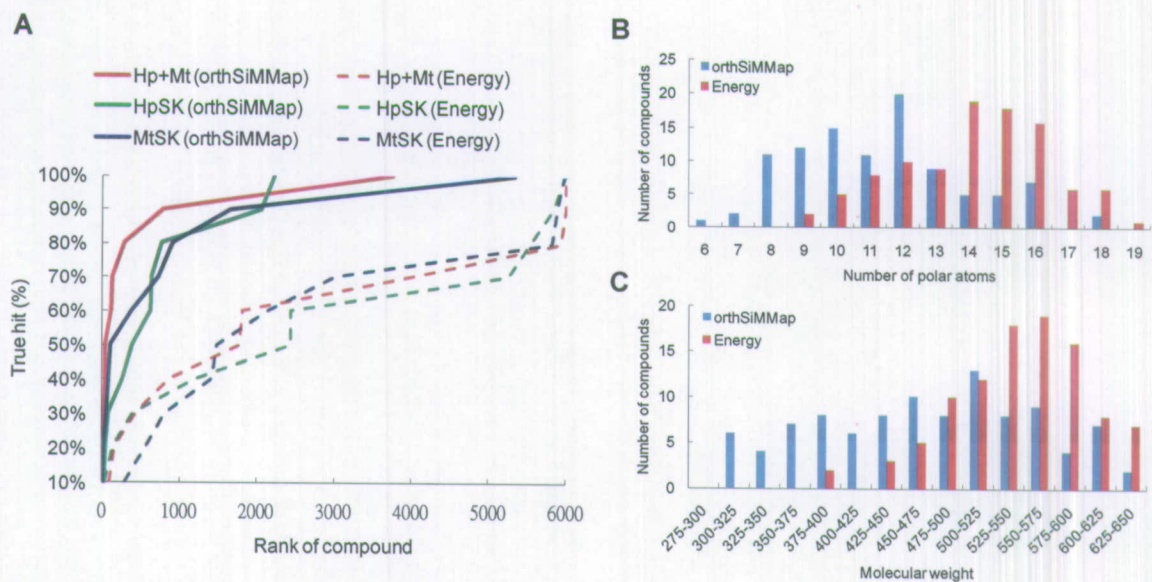 A
Hp+Mt (orthSiMMap)
Hp+Mt (Energy)
HpSK (orthSiMMap)
HpSK (Energy)
MtSK (orthSiMMap)
MtSK (Energy)
True hit (%)
100%
90%
80%
70%
60%
50%
40%
30%
20%
10%
0 1000 2000 3000 4000 5000 6000
Rank of compound
B
orthSiMMap
Energy
Number of compounds
25
20
15
10
5
0
6 7 8 9 10 11 12 13 14 15 16 17 18 19
Number of polar atoms
C
orthSiMMap
Energy
Number of compounds
20
15
10
5
0
275-300 300-325 325-350 350-375 375-400 400-425 425-450 450-475 475-500 500-525 525-550 550-575 575-600 600-625 625-650
Molecular weight